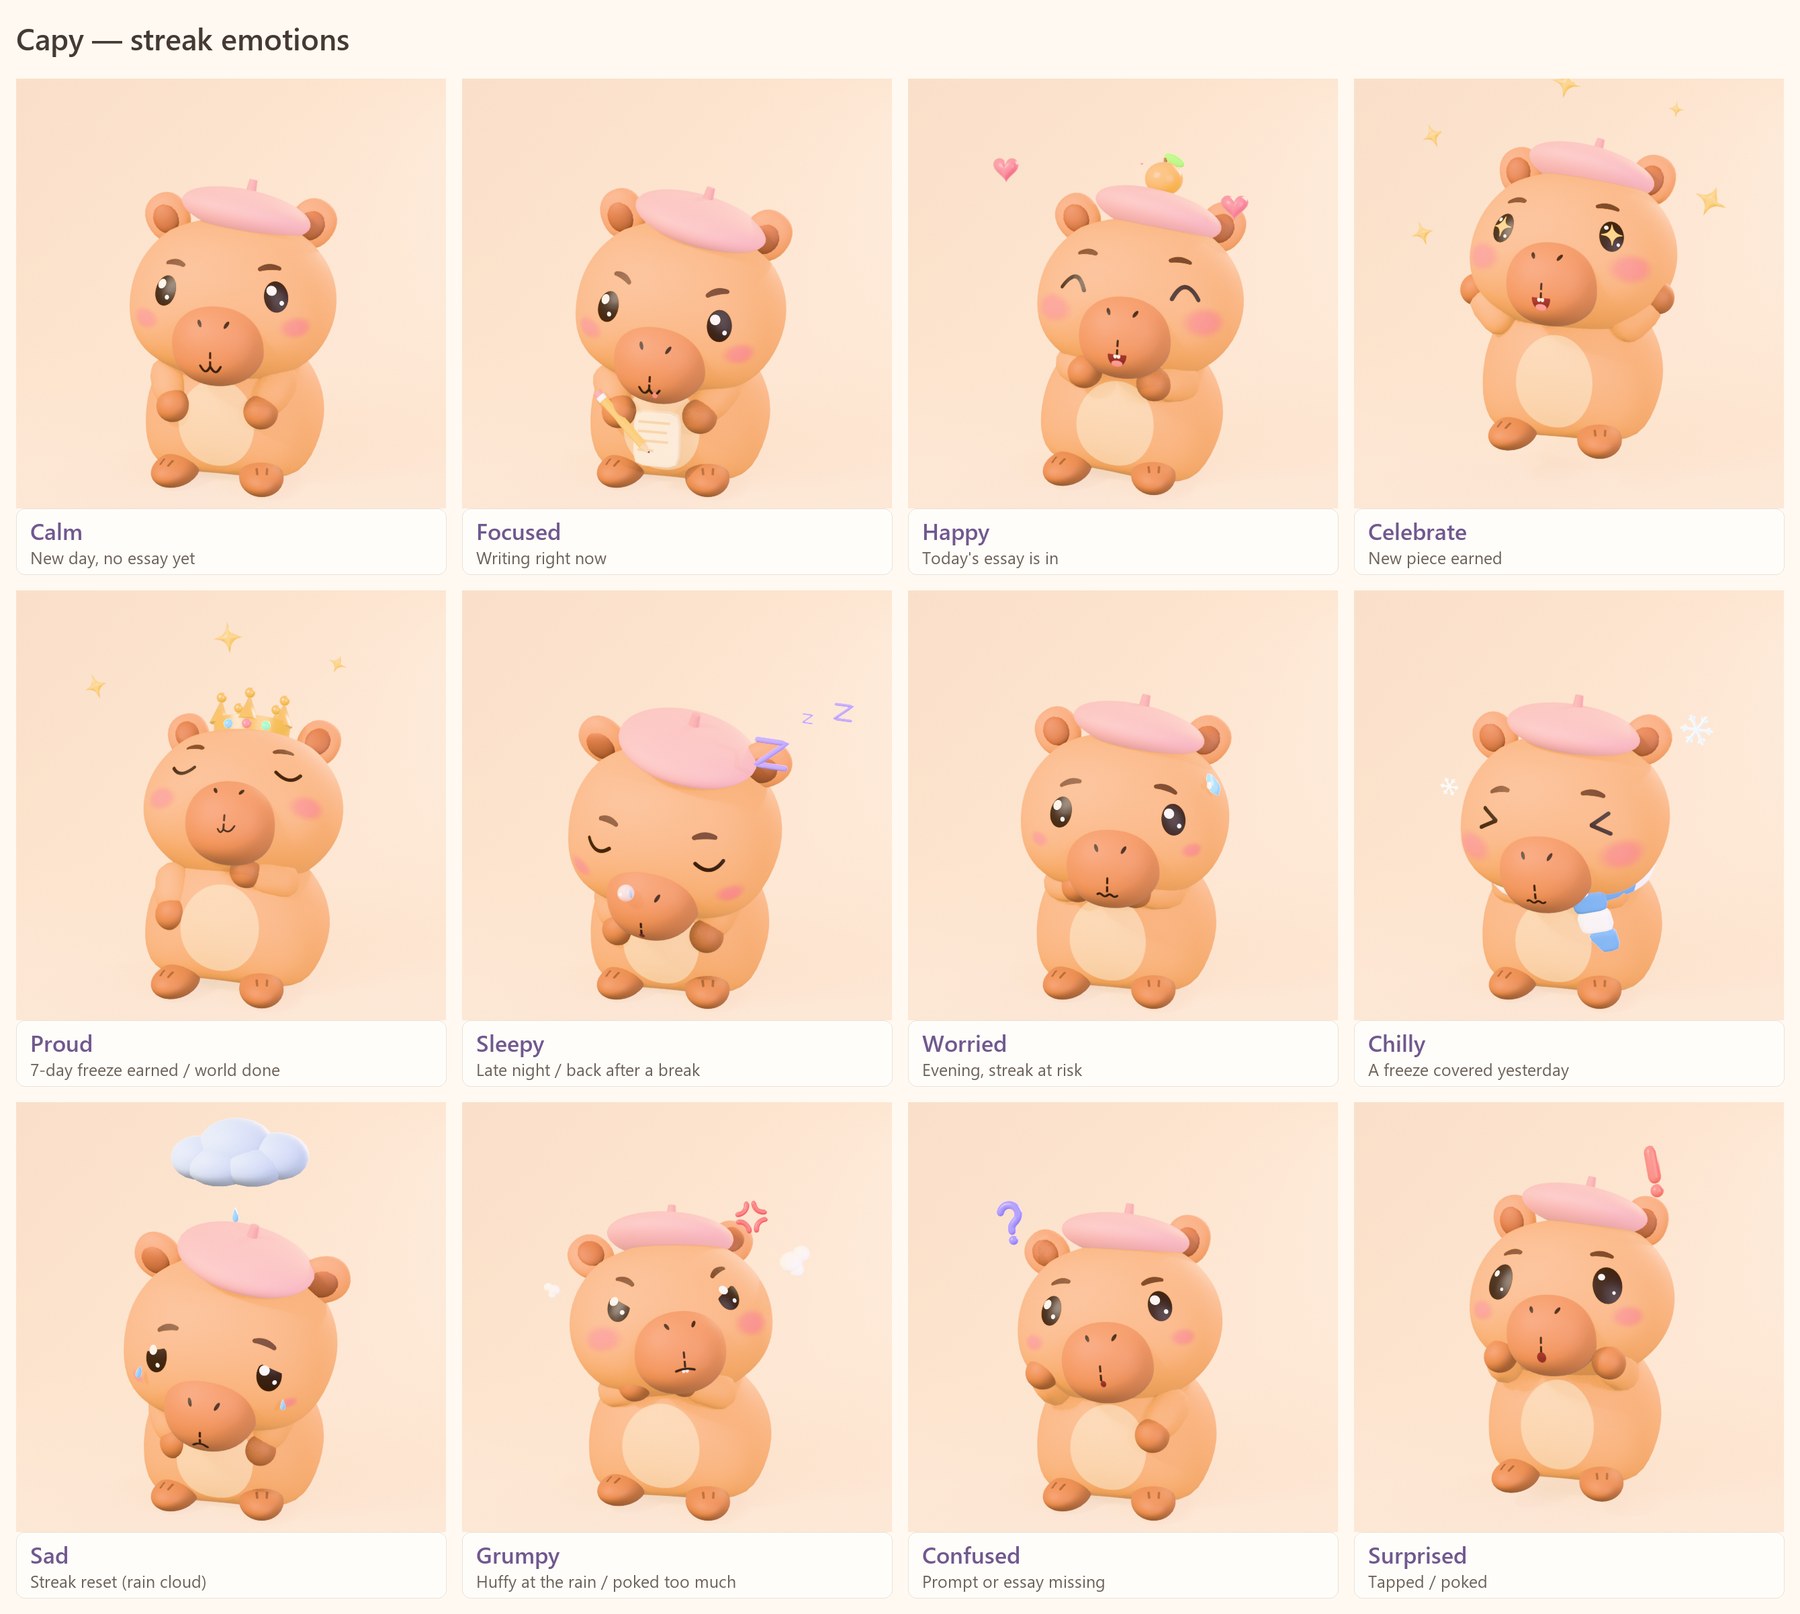 Capy — streak emotions
Calm
New day, no essay yet
Focused
Writing right now
Happy
Today's essay is in
Celebrate
New piece earned
z
Z
Z
Proud
7-day freeze earned / world done
Sleepy
Late night / back after a break
Worried
Evening, streak at risk
Chilly
A freeze covered yesterday
?
!
Sad
Streak reset (rain cloud)
Grumpy
Huffy at the rain / poked too much
Confused
Prompt or essay missing
Surprised
Tapped / poked